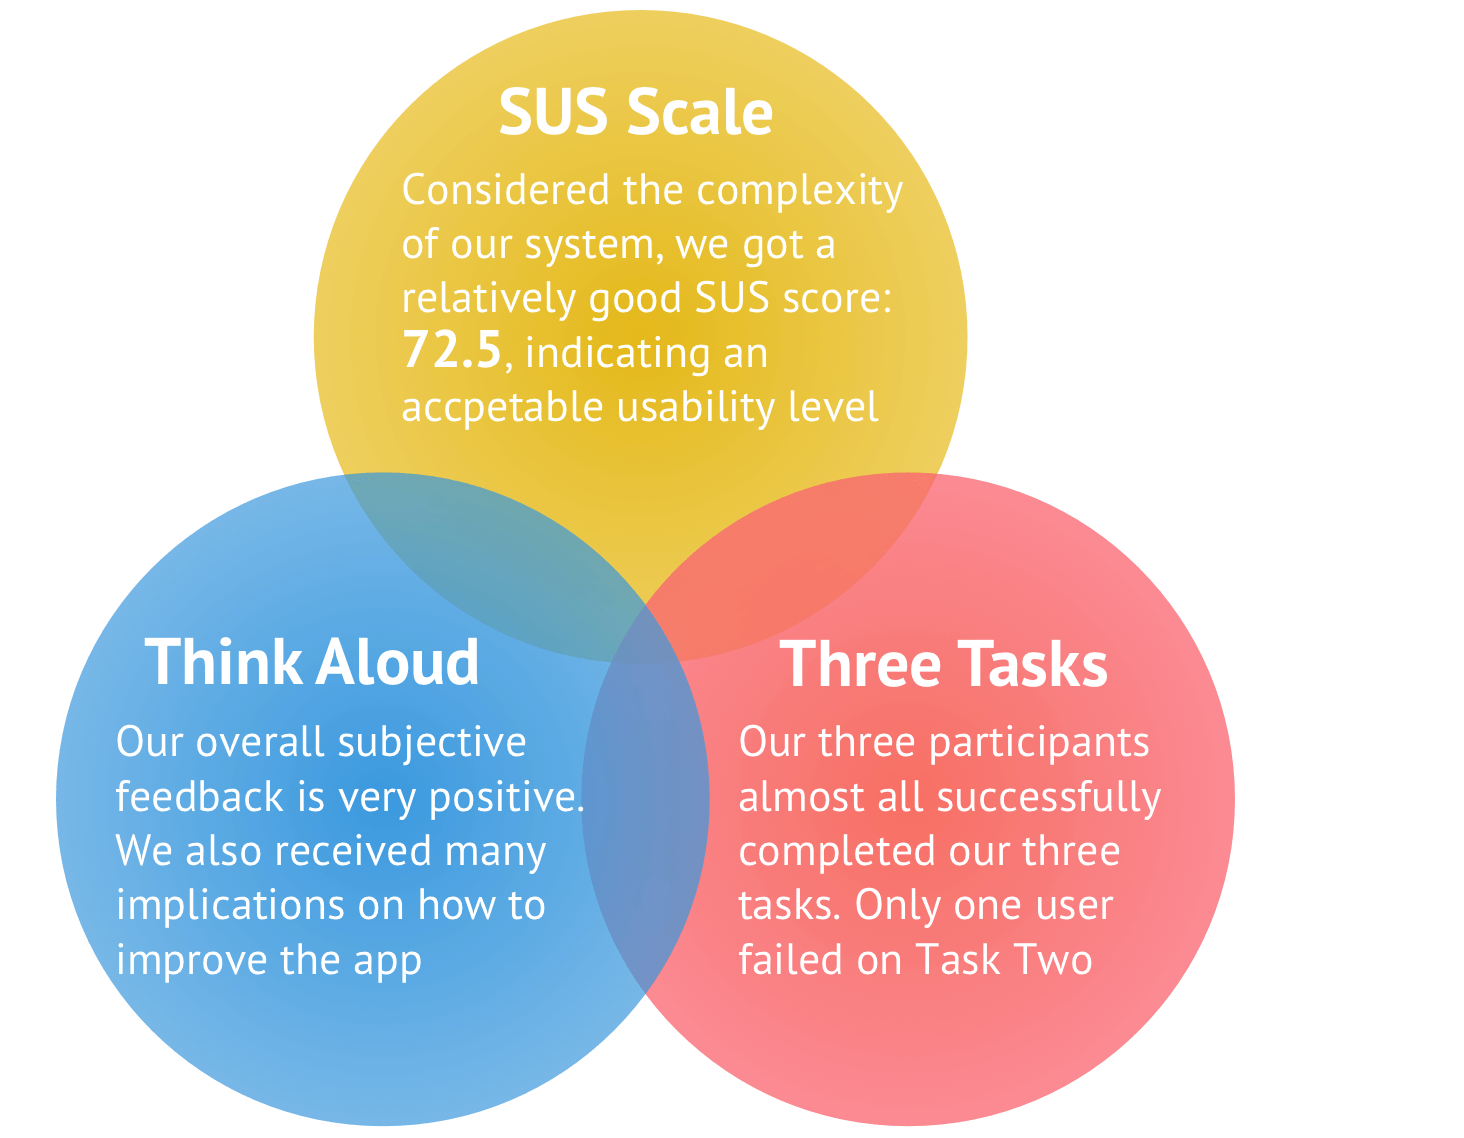 SUS Scale
Considered the complexity
of our system, we got a
relatively good SUS score:
72.5, indicating an
accpetable usability level
Think Aloud
Our overall subjective
feedback is very positive.
We also received many
implications on how to
improve the app
Three Tasks
Our three participants
almost all successfully
completed our three
tasks. Only one user
failed on Task Two